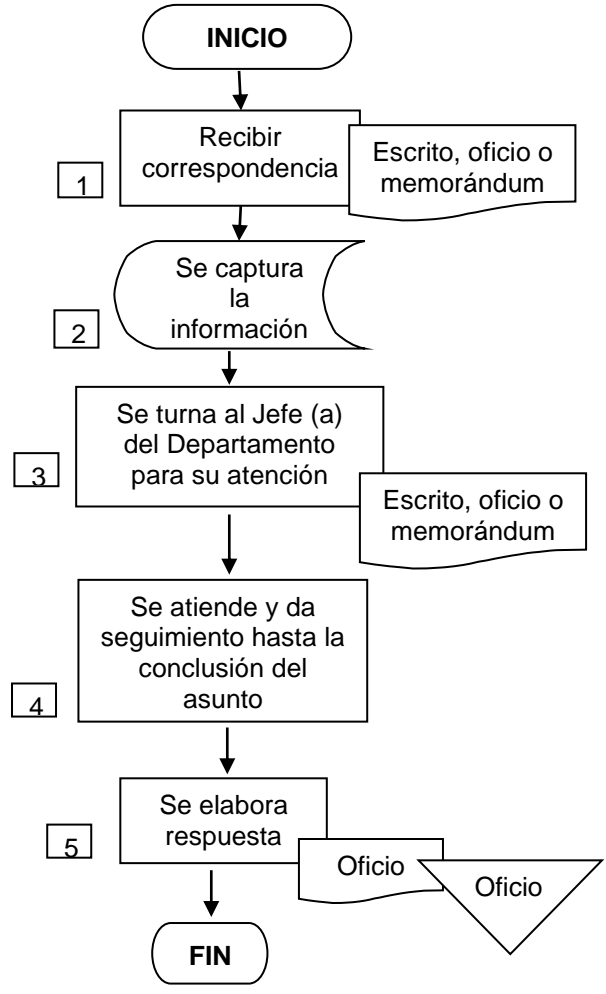 INICIO
Recibir
correspondencia
Escrito, oficio o
memorándum
1
Se captura
la
información
2
Se turna al Jefe (a)
del Departamento
para su atención
3
Escrito, oficio o
memorándum
Se atiende y da
seguimiento hasta la
conclusión del
asunto
4
Se elabora
respuesta
5
Oficio
Oficio
FIN